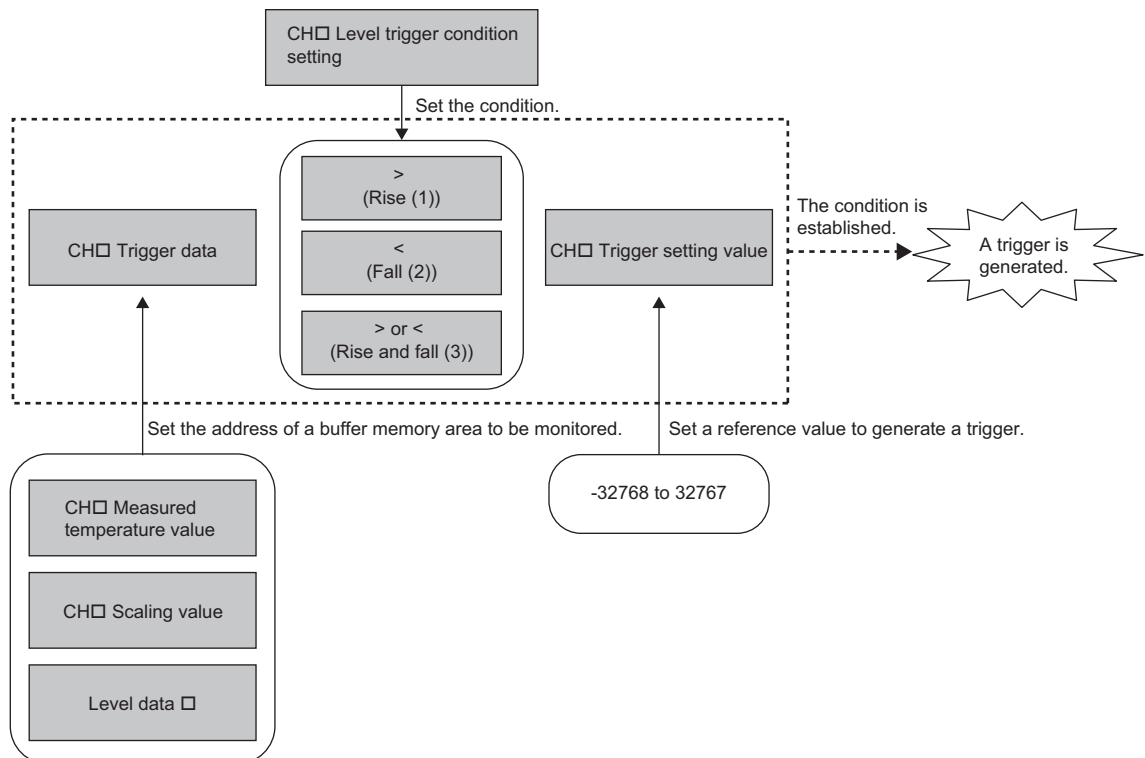 CH□ Level trigger condition
setting
Set the condition.
>
(Rise (1))
CH□ Trigger data
<
(Fall (2))
CH□ Trigger setting value
> or <
(Rise and fall (3))
The condition is
established.
A trigger is
generated.
Set the address of a buffer memory area to be monitored.
Set a reference value to generate a trigger.
CH□ Measured
temperature value
-32768 to 32767
CH□ Scaling value
Level data □